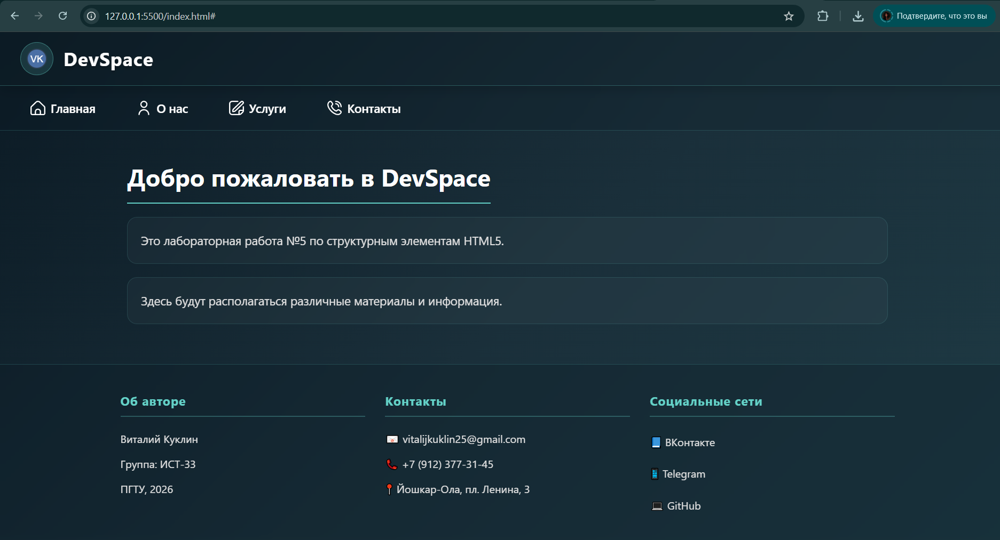 127.0.0.1:5500/index.html#
Подтвердите, что это вы
VK
DevSpace
Главная
О нас
Услуги
Контакты
Добро пожаловать в DevSpace
Это лабораторная работа №5 по структурным элементам HTML5.
Здесь будут располагаться различные материалы и информация.
Об авторе
Виталий Куклин
Группа: ИСТ-33
ПГТУ, 2026
Контакты
vitalijkuklin25@gmail.com
+7 (912) 377-31-45
Йошкар-Ола, пл. Ленина, 3
Социальные сети
ВКонтакте
Telegram
GitHub